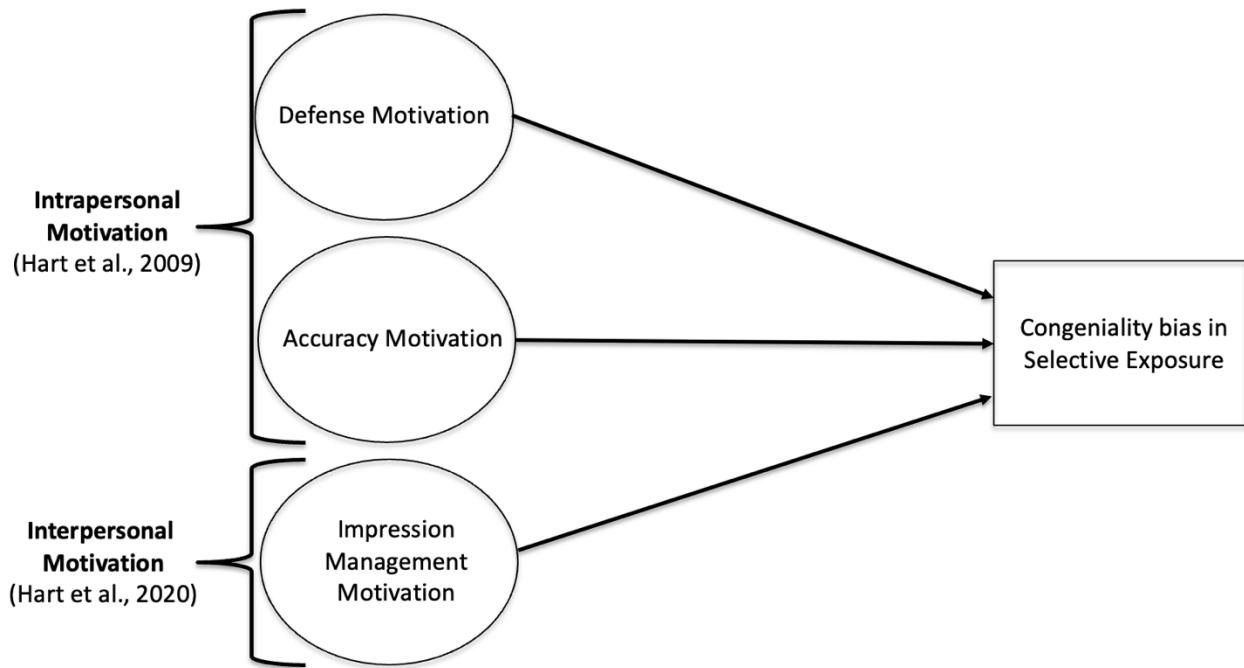 Defense Motivation
Intrapersonal
Motivation
(Hart et al., 2009)
Accuracy Motivation
Congeniality bias in
Selective Exposure
Interpersonal
Motivation
(Hart et al., 2020)
Impression
Management
Motivation